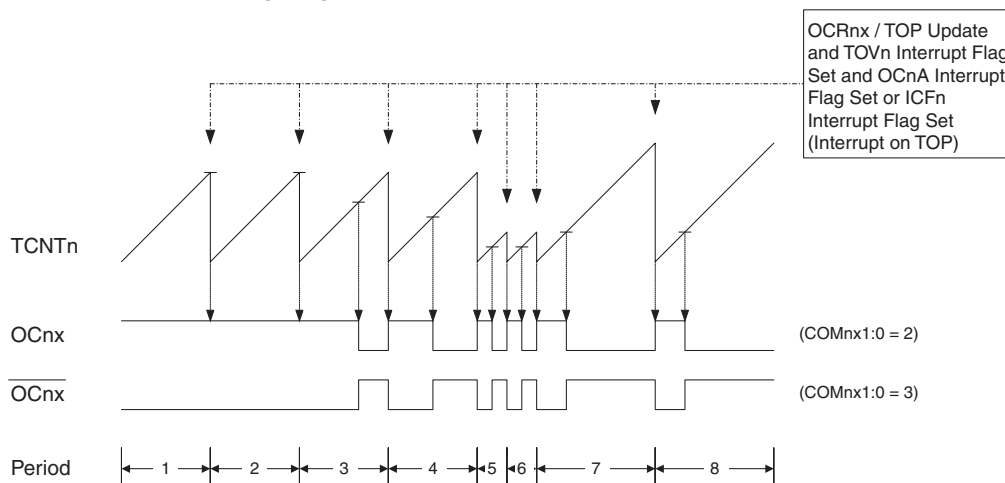 OCRnx / TOP Update
and TOVn Interrupt Flag
Set and OCnA Interrupt
Flag Set or ICFn
Interrupt Flag Set
(Interrupt on TOP)
TCNTn
OCnx
(COMnx1:0 = 2)
OCnx
(COMnx1:0 = 3)
Period
1 2 3 4 5 6 7 8